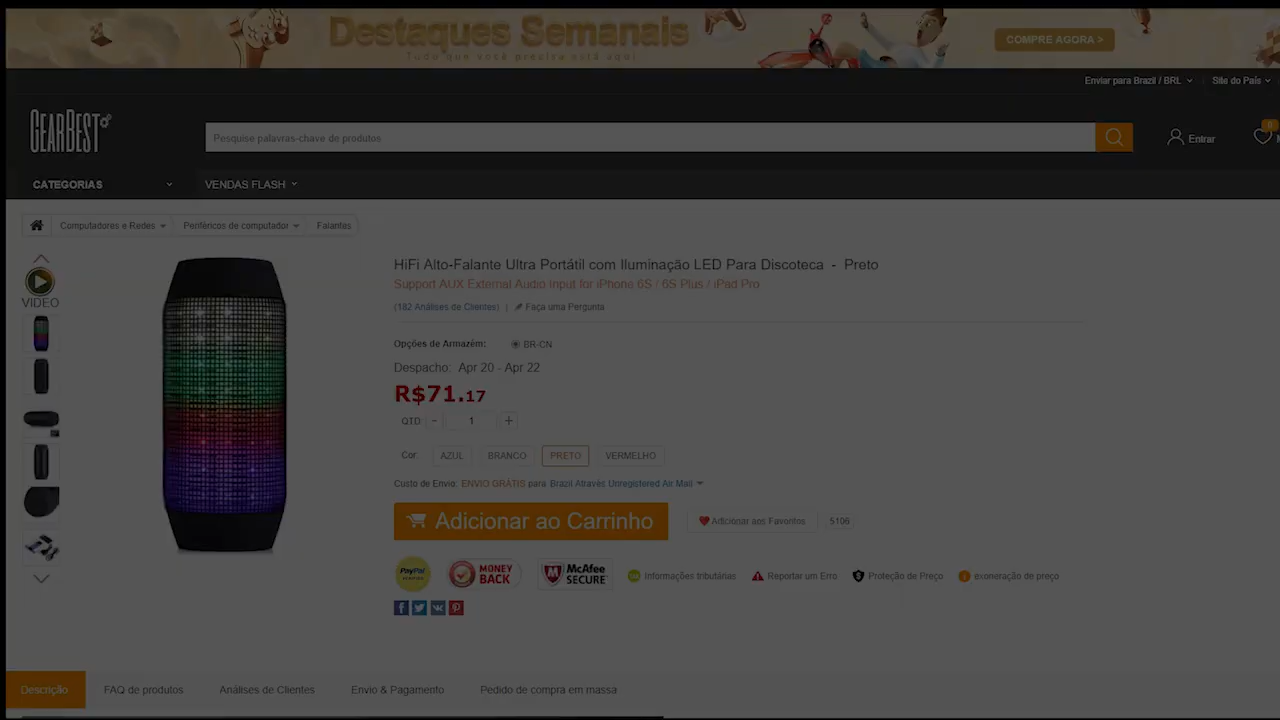 Destaques Semanais
Tudo que você precisa está aqui
COMPRE AGORA >
Enviar para Brazil / BRL
Site do País
GEARBEST
Pesquise palavras-chave de produtos
Entrar
0
CATEGORIAS
VENDAS FLASH
Computadores e Redes
Periféricos de computador
Falantes
VIDEO
HiFi Alto-Falante Ultra Portátil com Iluminação LED Para Discoteca - Preto
Support AUX External Audio Input for iPhone 6S / 6S Plus / iPad Pro
(182 Análises de Clientes) | Faça uma Pergunta
Opções de Armazém: BR-CN
Despacho: Apr 20 - Apr 22
R$71.17
QTD: - 1 +
Cor: AZUL BRANCO PRETO VERMELHO
Custo de Envio: ENVIO GRÁTIS para Brazil Através Unregistered Air Mail
Adicionar ao Carrinho
Adicionar aos Favoritos
5106
PayPal
MONEY BACK
McAfee SECURE
Informações tributárias
Reportar um Erro
Proteção de Preço
exoneração de preço
Descrição
FAQ de produtos
Análises de Clientes
Envio & Pagamento
Pedido de compra em massa